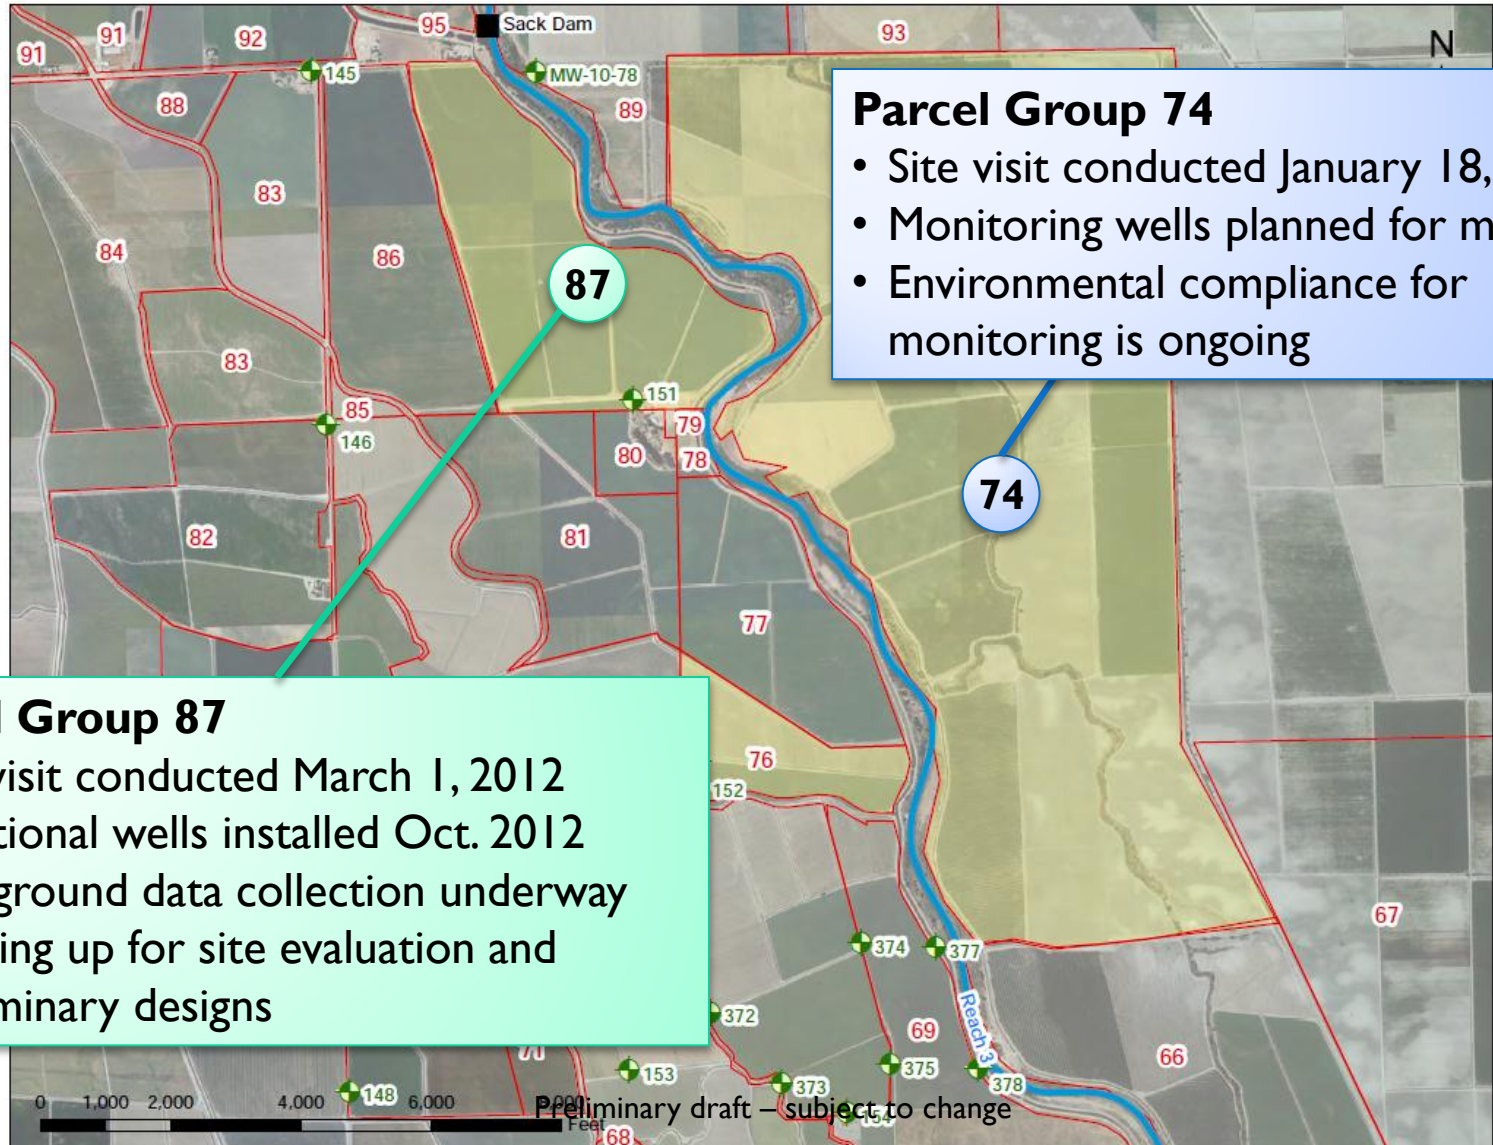 95
Sack Dam
93
N
91
91
92
145
MW-10-78
88
89
Parcel Group 74
• Site visit conducted January 18,
• Monitoring wells planned for m
• Environmental compliance for
monitoring is ongoing
83
84
86
87
83
85
151
79
146
80
78
74
82
81
77
l Group 87
visit conducted March 1, 2012
tional wells installed Oct. 2012
ground data collection underway
ing up for site evaluation and
minary designs
76
152
67
374
377
372
Reach 3
69
66
71
153
375
373
378
148
154
0 1,000 2,000 4,000 6,000
Feet
Preliminary draft – subject to change
68